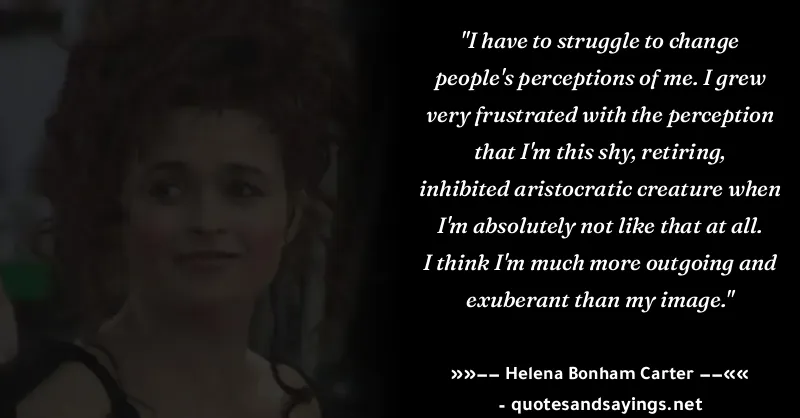 "I have to struggle to change
people's perceptions of me. I grew
very frustrated with the perception
that I'm this shy, retiring,
inhibited aristocratic creature when
I'm absolutely not like that at all.
I think I'm much more outgoing and
exuberant than my image."
»»–– Helena Bonham Carter ––««
- quotesandsayings.net